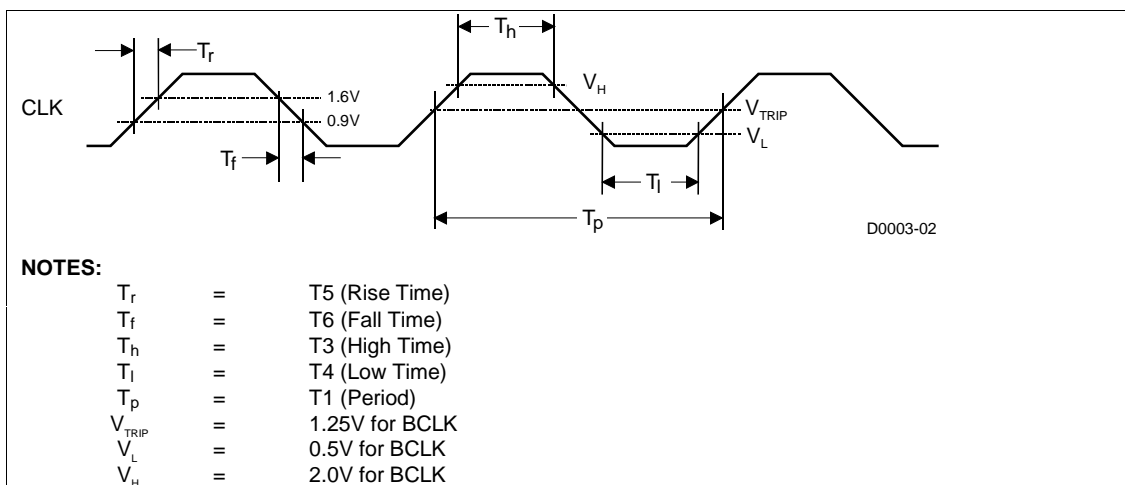 Th
Tr
VH
CLK
1.6V
VTRIP
0.9V
VL
Tf
Tl
Tp
D0003-02
NOTES:
Tr = T5 (Rise Time)
Tf = T6 (Fall Time)
Th = T3 (High Time)
Tl = T4 (Low Time)
Tp = T1 (Period)
VTRIP = 1.25V for BCLK
VL = 0.5V for BCLK
VH = 2.0V for BCLK